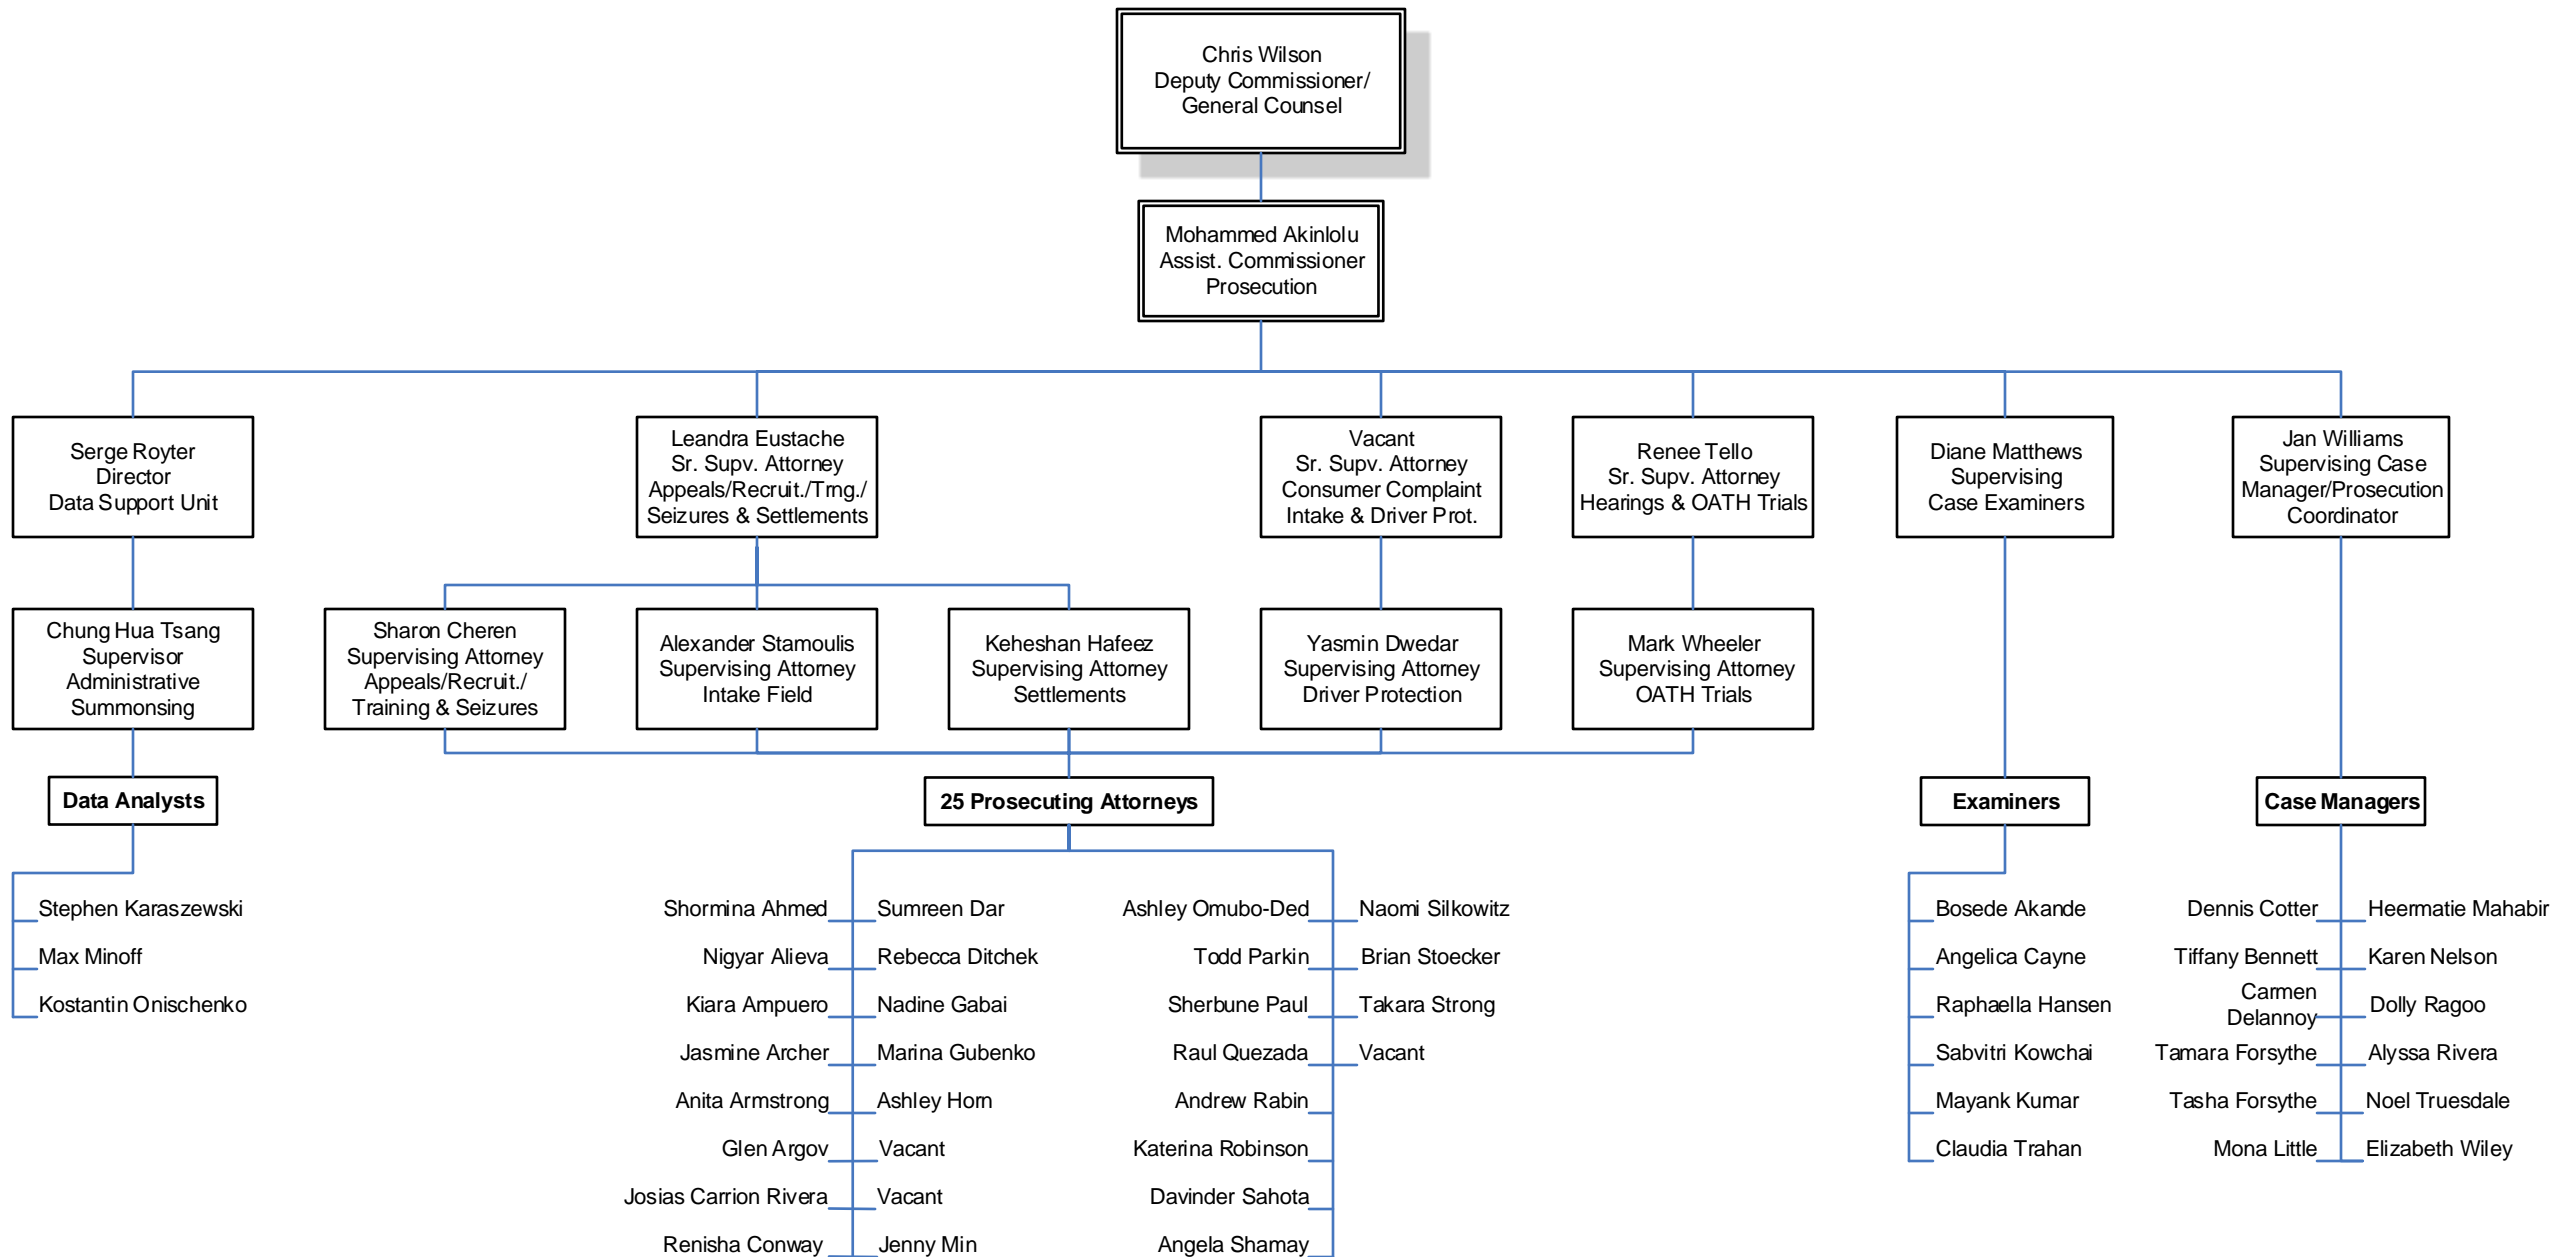 Chris Wilson
Deputy Commissioner/
General Counsel
Mohammed Akinlolu
Assist. Commissioner
Prosecution
Serge Royter
Director
Data Support Unit
Leandra Eustache
Sr. Supv. Attorney
Appeals/Recruit./Trng./
Seizures & Settlements
Vacant
Sr. Supv. Attorney
Consumer Complaint
Intake & Driver Prot.
Renee Tello
Sr. Supv. Attorney
Hearings & OATH Trials
Diane Matthews
Supervising
Case Examiners
Jan Williams
Supervising Case
Manager/Prosecution
Coordinator
Chung Hua Tsang
Supervisor
Administrative
Summonsing
Sharon Cheren
Supervising Attorney
Appeals/Recruit./
Training & Seizures
Alexander Stamoulis
Supervising Attorney
Intake Field
Keheshan Hafeez
Supervising Attorney
Settlements
Yasmin Dwedar
Supervising Attorney
Driver Protection
Mark Wheeler
Supervising Attorney
OATH Trials
Data Analysts
Stephen Karaszewski
Max Minoff
Kostantin Onischenko
25 Prosecuting Attorneys
Shormina Ahmed
Nigyar Alieva
Kiara Ampuero
Jasmine Archer
Anita Armstrong
Glen Argov
Josias Carrion Rivera
Renisha Conway
Sumreen Dar
Rebecca Ditchek
Nadine Gabai
Marina Gubenko
Ashley Horn
Vacant
Vacant
Jenny Min
Ashley Omubo-Ded
Todd Parkin
Sherbune Paul
Raul Quezada
Andrew Rabin
Katerina Robinson
Davinder Sahota
Angela Shamay
Naomi Silkowitz
Brian Stoecker
Takara Strong
Vacant
Examiners
Bosede Akande
Angelica Cayne
Raphaella Hansen
Sabvitri Kowchai
Mayank Kumar
Claudia Trahan
Case Managers
Dennis Cotter
Tiffany Bennett
Carmen
Delannoy
Tamara Forsythe
Tasha Forsythe
Mona Little
Heermatie Mahabir
Karen Nelson
Dolly Ragoo
Alyssa Rivera
Noel Truesdale
Elizabeth Wiley